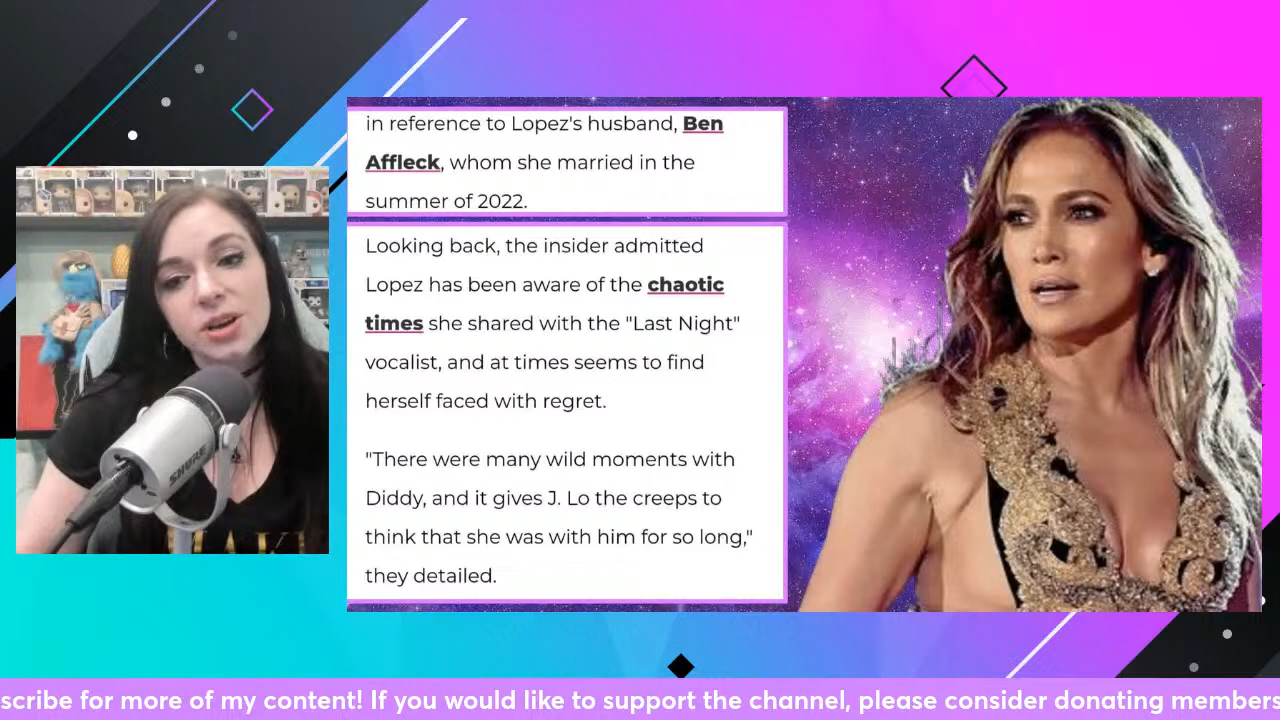 in reference to Lopez's husband, Ben
Affleck, whom she married in the
summer of 2022.
Looking back, the insider admitted
Lopez has been aware of the chaotic
times she shared with the "Last Night"
vocalist, and at times seems to find
herself faced with regret.
"There were many wild moments with
Diddy, and it gives J. Lo the creeps to
think that she was with him for so long,"
they detailed.
SHURE
scribe for more of my content! If you would like to support the channel, please consider donating members